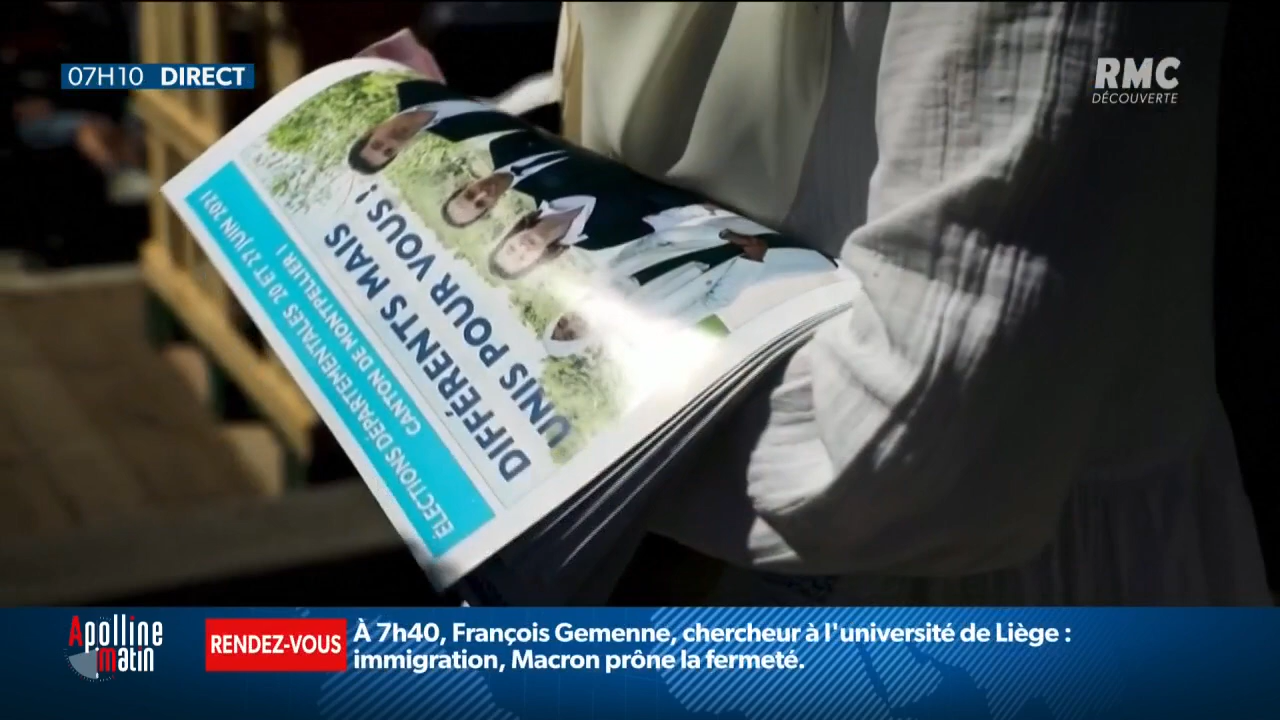 07H10 DIRECT
RMC
DÉCOUVERTE
DIFFÉRENTS MAIS
UNIS POUR VOUS !
ÉLECTIONS DÉPARTEMENTALES 20 ET 27 JUIN 2021
CANTON DE MONTPELLIER 1
Apolline
Matin
RENDEZ-VOUS
À 7h40, François Gemenne, chercheur à l'université de Liège :
immigration, Macron prône la fermeté.